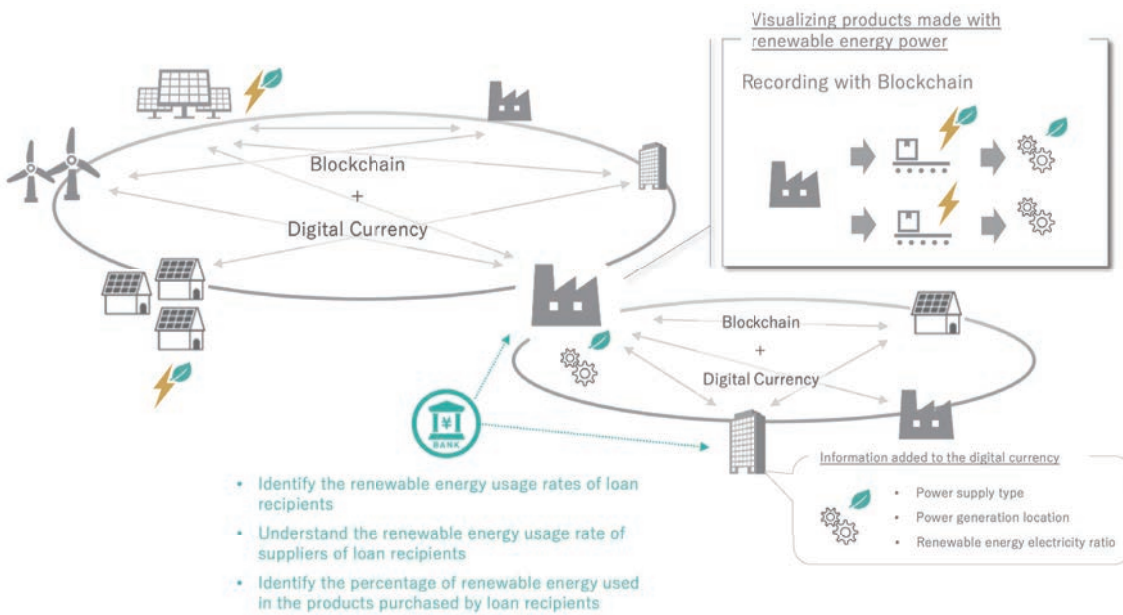 Visualizing products made with
renewable energy power
Recording with Blockchain
Blockchain
+
Digital Currency
Blockchain
+
Digital Currency
¥
BANK
Information added to the digital currency
• Power supply type
• Power generation location
• Renewable energy electricity ratio
• Identify the renewable energy usage rates of loan
recipients
• Understand the renewable energy usage rate of
suppliers of loan recipients
• Identify the percentage of renewable energy used
in the products purchased by loan recipients